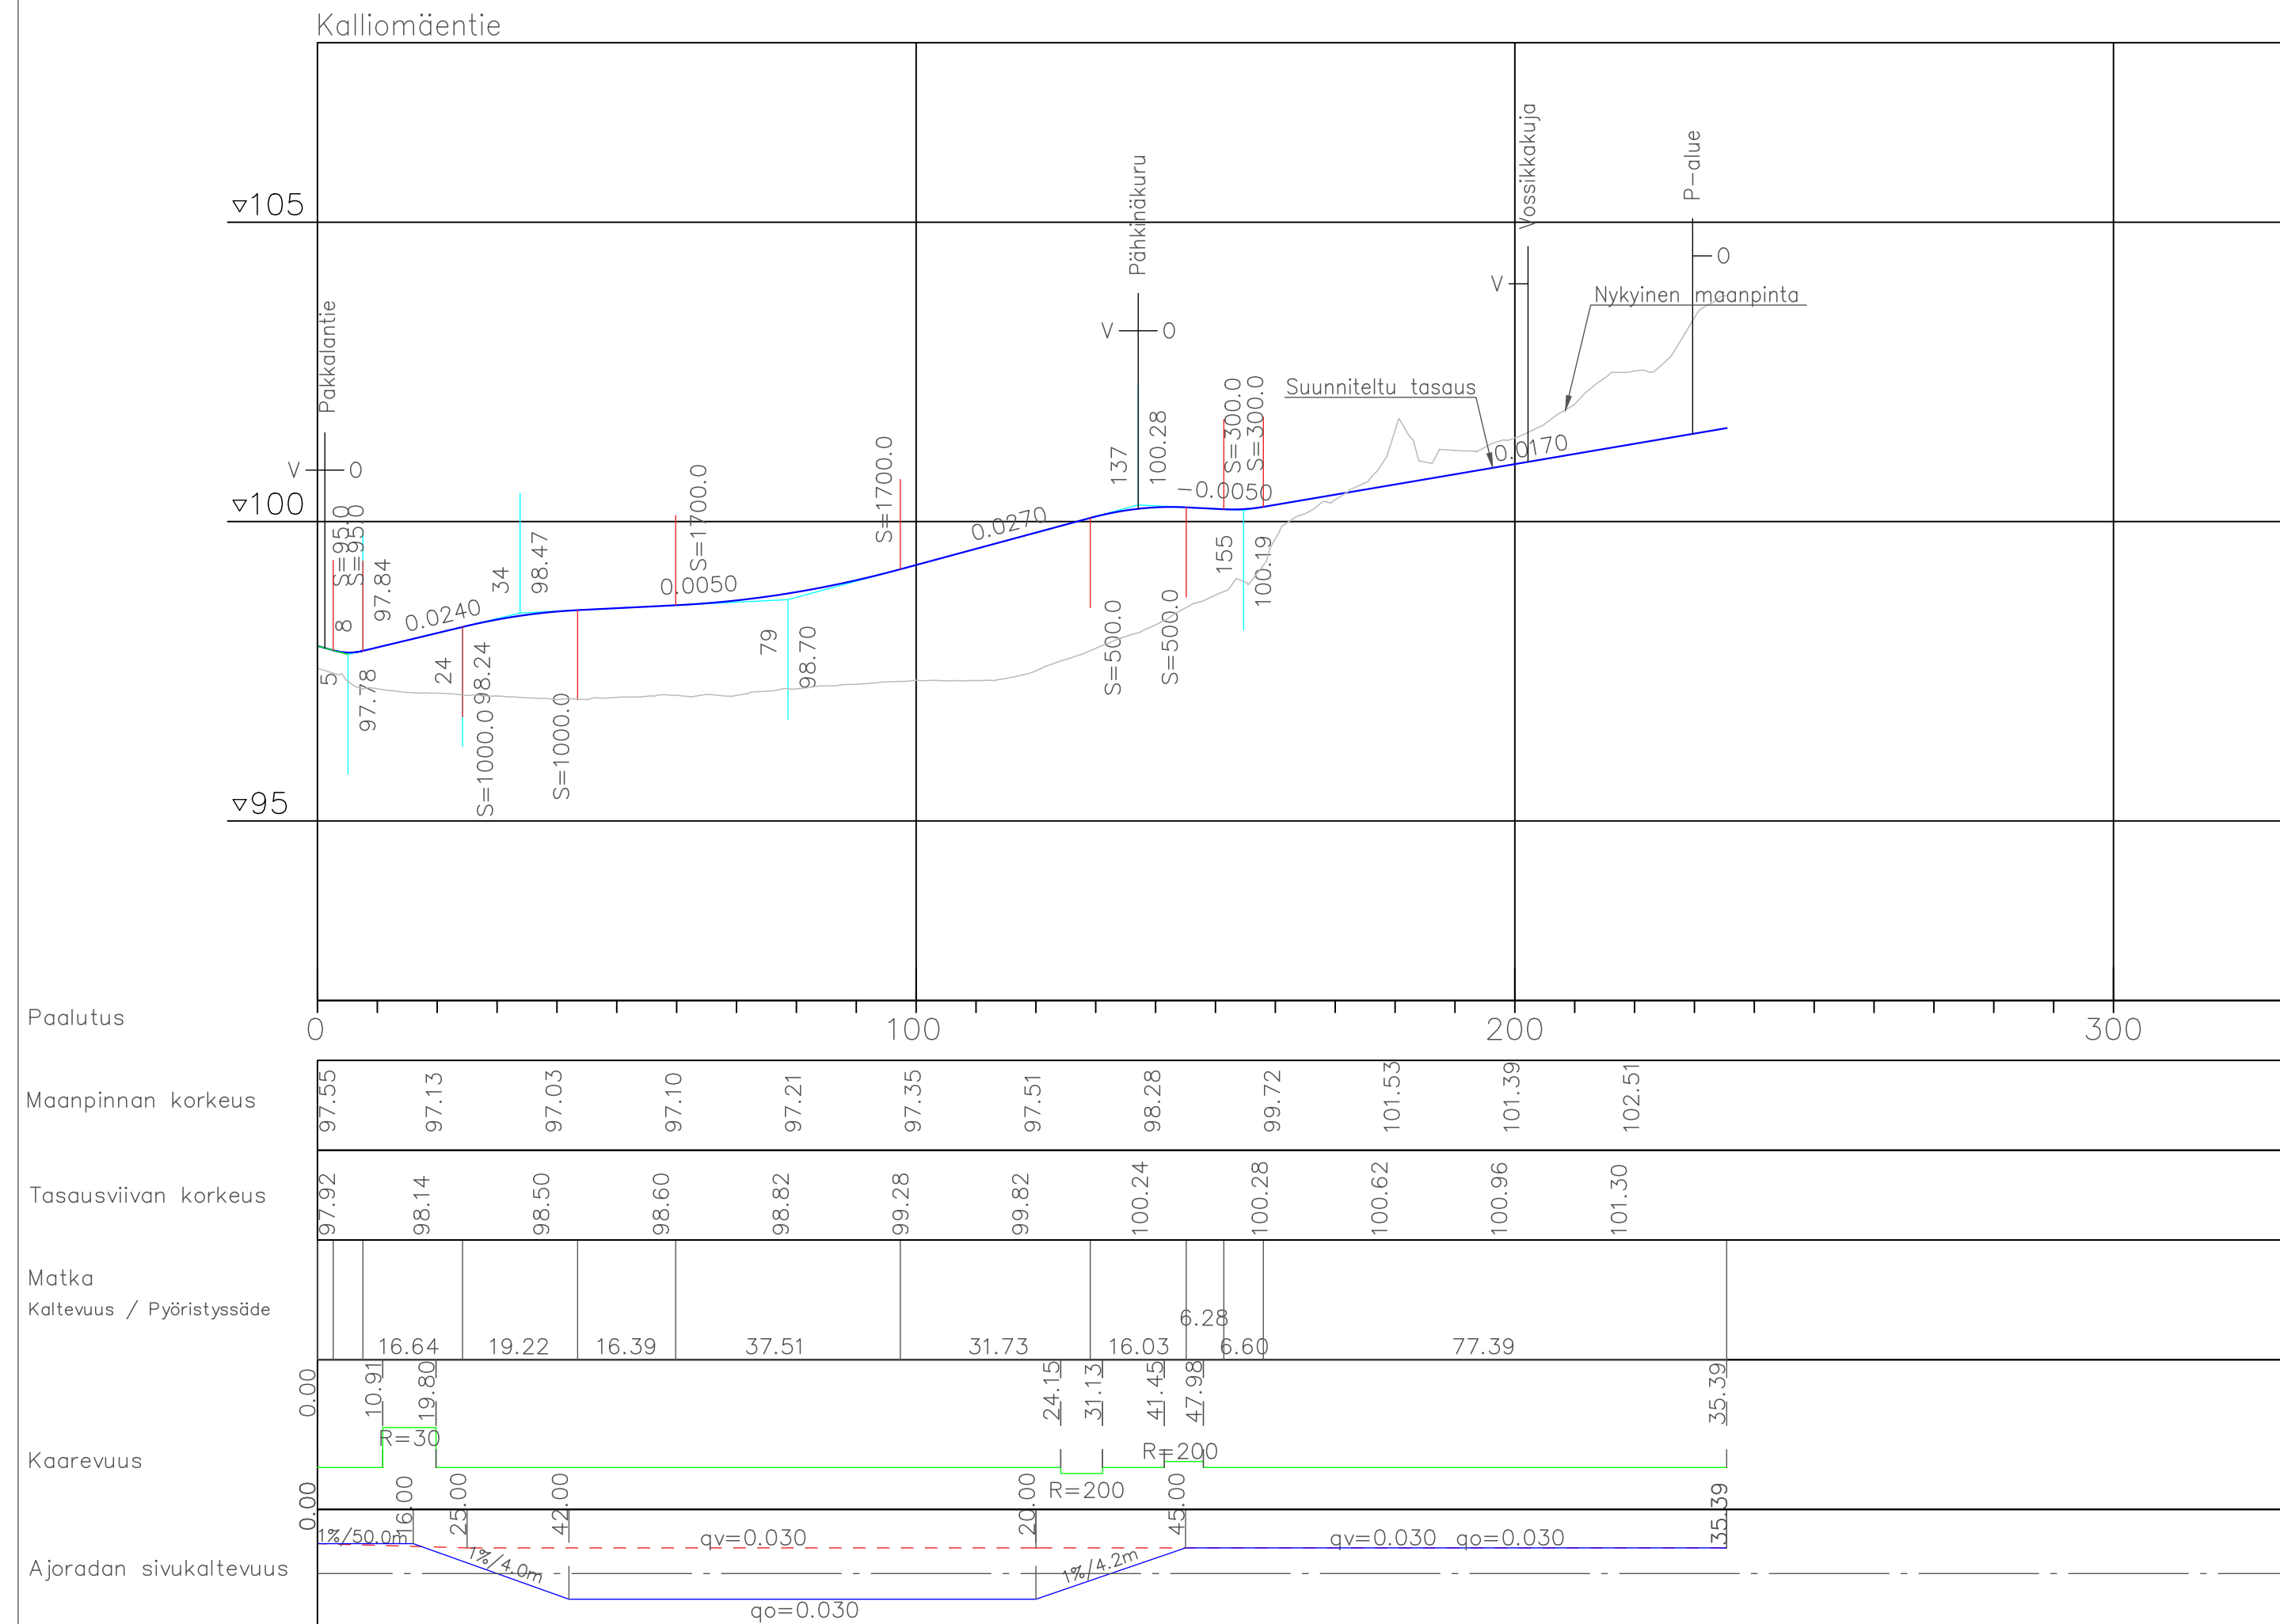 Kalliomäentie
▽105
▽100
▽95
Pakkalantie
V O
S=95.0
S=95.0
8
97.84
5
97.78
0.0240
24
98.24
S=1000.0
34
98.47
S=1000.0
0.0050
S=1700.0
79
98.70
S=1700.0
0.0270
Pähkinäkuru
V O
137
100.28
-0.0050
S=500.0
S=500.0
S=300.0
S=300.0
155
100.19
Suunniteltu tasaus
0.0170
Vossikkakuja
V
Nykyinen maanpinta
P-alue
O
Paalutus
0 100 200 300
Maanpinnan korkeus
97.55 97.13 97.03 97.10 97.21 97.35 97.51 98.28 99.72 101.53 101.39 102.51
Tasausviivan korkeus
97.92 98.14 98.50 98.60 98.82 99.28 99.82 100.24 100.28 100.62 100.96 101.30
Matka
Kaltevuus / Pyöristyssäde
16.64 19.22 16.39 37.51 31.73 16.03 6.28 6.60 77.39
Kaarevuus
0.00 10.91 19.80 24.15 31.13 41.45 47.98 35.39
R=30 R=200 R=200
Ajoradan sivukaltevuus
0.00 16.00 25.00 42.00 20.00 45.00 35.39
1%/50.0m 1%/4.0m qv=0.030 1%/4.2m qv=0.030 qo=0.030
qo=0.030